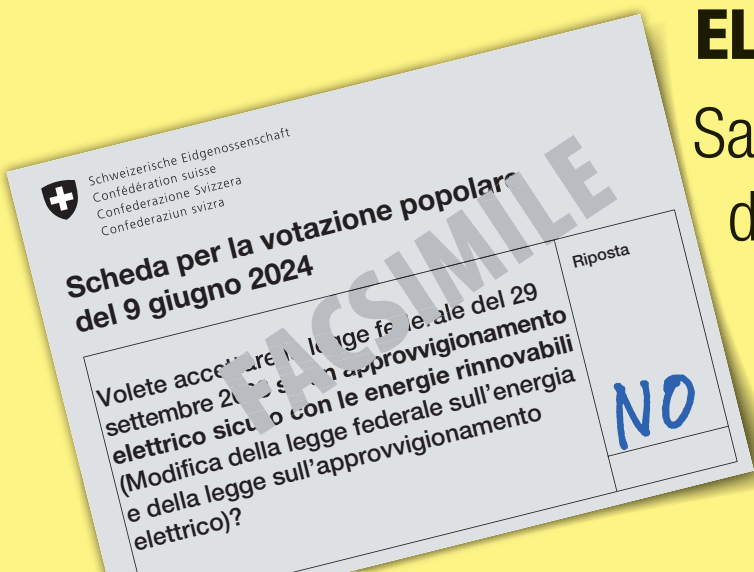 EL
Sa
d
Schweizerische Eidgenossenschaft
Confédération suisse
Confederazione Svizzera
Confederaziun svizra
Scheda per la votazione popolare
del 9 giugno 2024
FACSIMILE
Riposta
Volete accettare la legge federale del 29
settembre su un approvvigionamento
elettrico sicuro con le energie rinnovabili
(Modifica della legge federale sull'energia
e della legge sull'approvvigionamento
elettrico)?
NO